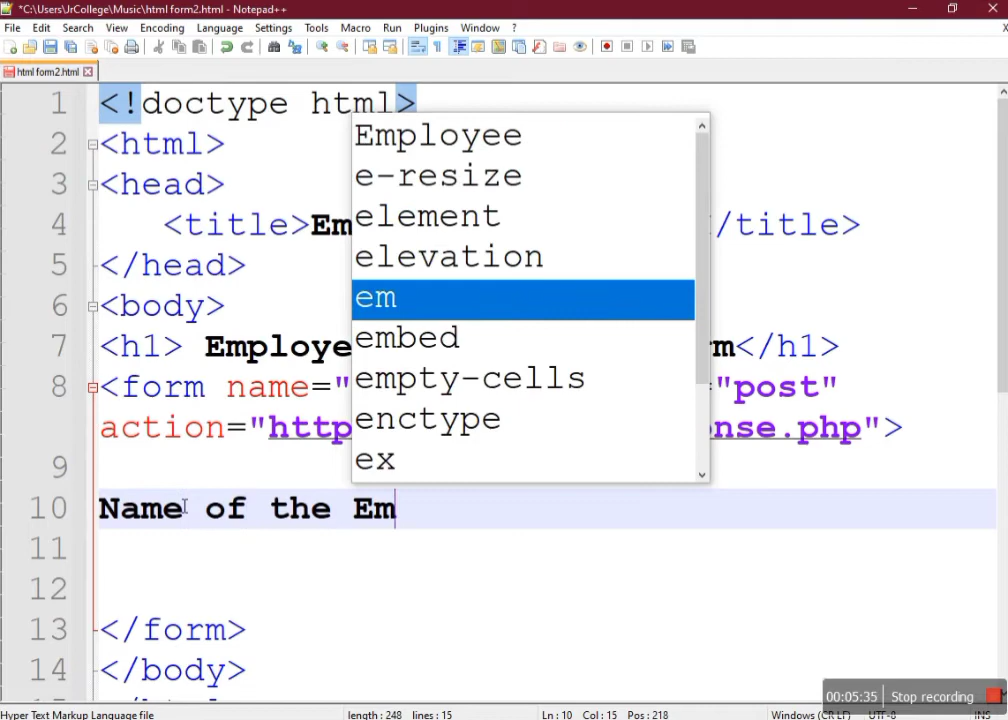 *C:\Users\JrCollege\Music\html form2.html - Notepad++
File Edit Search View Encoding Language Settings Tools Macro Run Plugins Window ? X
html form2.html
1 <!doctype html>
2 <html>
3 <head>
4 <title>Em /title>
5 </head>
6 <body>
7 <h1> Employe rm</h1>
8 <form name=" ="post"
action="http nse.php">
9
10 Name of the Em
11
12
13 </form>
14 </body>
Employee
e-resize
element
elevation
em
embed
empty-cells
enctype
ex
00:05:35 Stop recording
Hyper Text Markup Language file length : 248 lines : 15 Ln : 10 Col : 15 Pos : 218 Windows (CR LF) UTF-8 INS